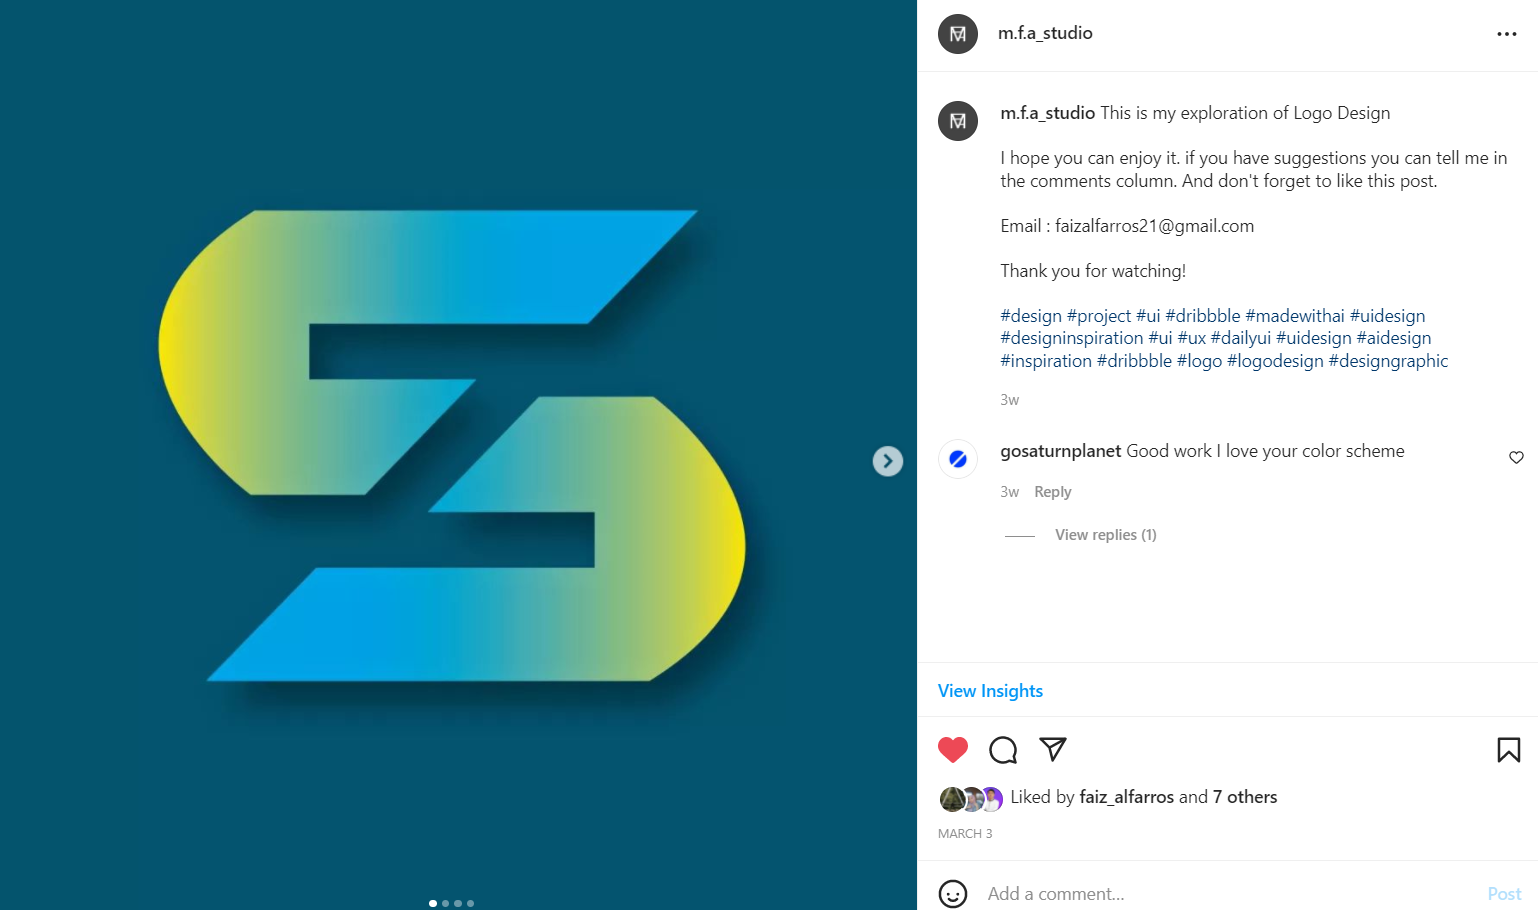 m.f.a_studio
m.f.a_studio This is my exploration of Logo Design
I hope you can enjoy it. if you have suggestions you can tell me in
the comments column. And don't forget to like this post.
Email : faizalfarros21@gmail.com
Thank you for watching!
#design #project #ui #dribbble #madewithai #uidesign
#designinspiration #ui #ux #dailyui #uidesign #aidesign
#inspiration #dribbble #logo #logodesign #designgraphic
3w
gosaturnplanet Good work I love your color scheme
3w Reply
View replies (1)
View Insights
Liked by faiz_alfarros and 7 others
MARCH 3
Add a comment... Post